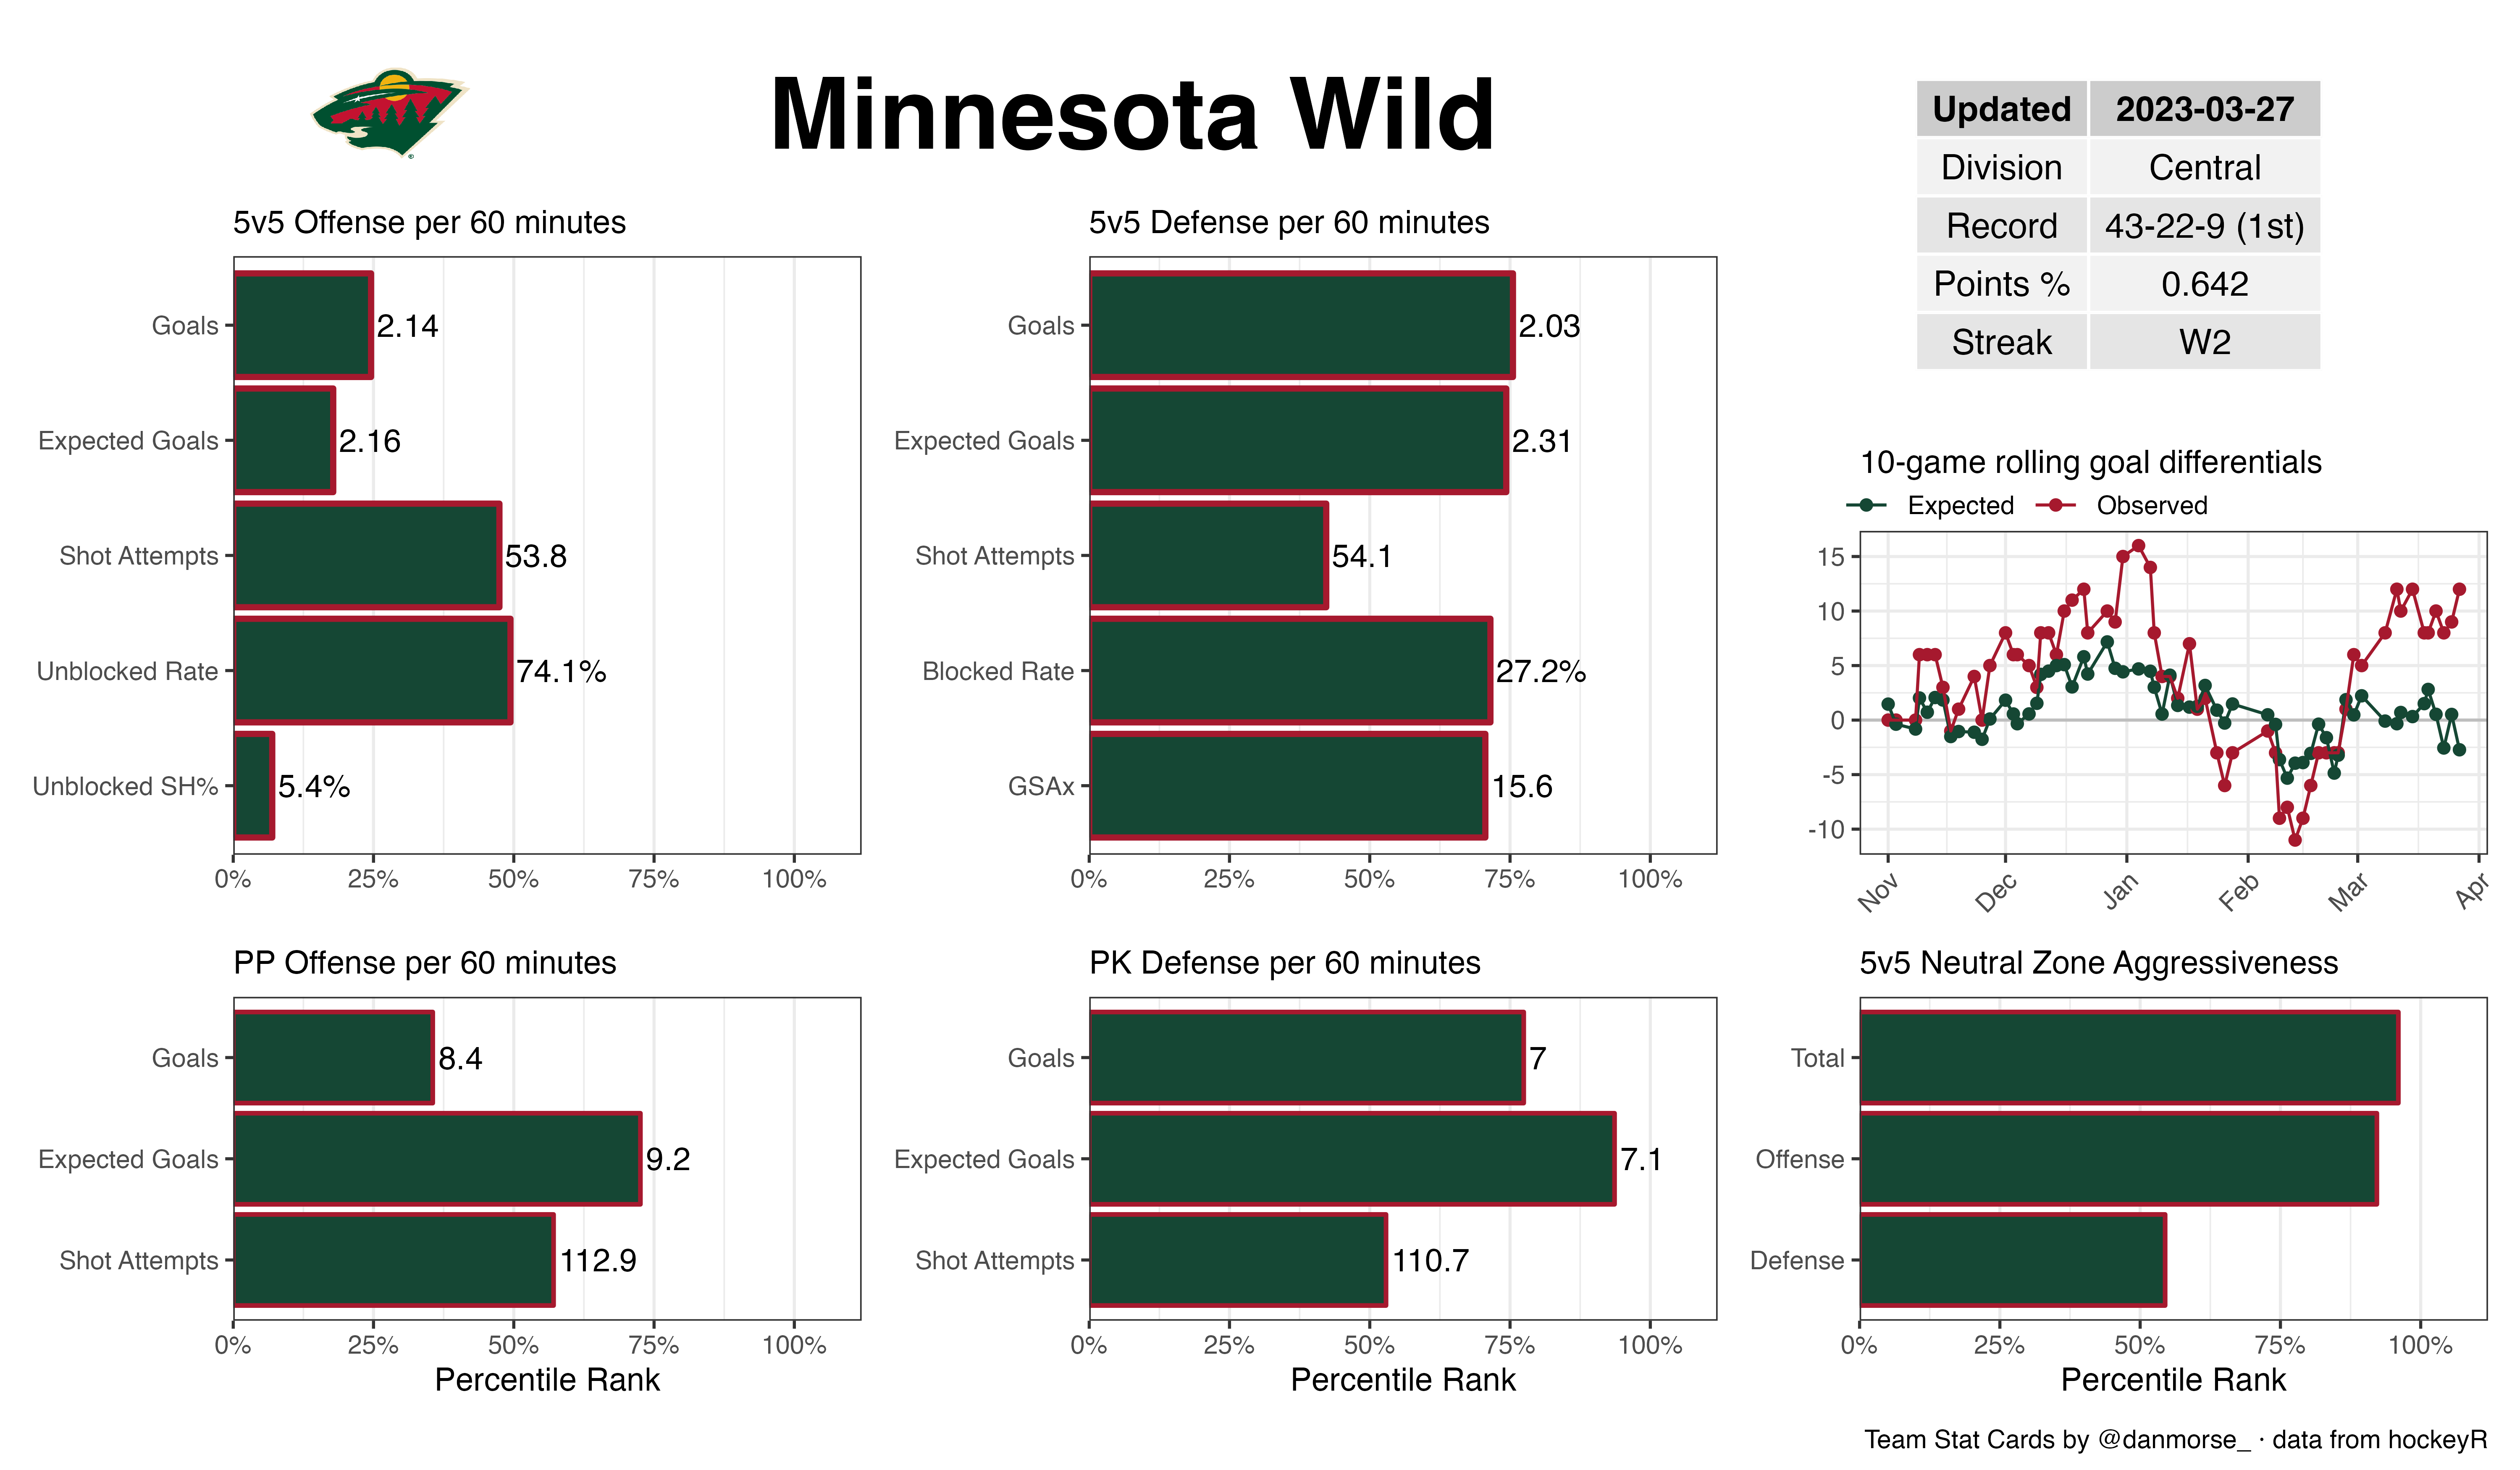 Minnesota Wild
Updated 2023-03-27
Division Central
Record 43-22-9 (1st)
Points % 0.642
Streak W2
5v5 Offense per 60 minutes
Goals 2.14
Expected Goals 2.16
Shot Attempts 53.8
Unblocked Rate 74.1%
Unblocked SH% 5.4%
0% 25% 50% 75% 100%
5v5 Defense per 60 minutes
Goals 2.03
Expected Goals 2.31
Shot Attempts 54.1
Blocked Rate 27.2%
GSAx 15.6
0% 25% 50% 75% 100%
10-game rolling goal differentials
Expected Observed
15
10
5
0
-5
-10
Nov Dec Jan Feb Mar Apr
PP Offense per 60 minutes
Goals 8.4
Expected Goals 9.2
Shot Attempts 112.9
0% 25% 50% 75% 100%
Percentile Rank
PK Defense per 60 minutes
Goals 7
Expected Goals 7.1
Shot Attempts 110.7
0% 25% 50% 75% 100%
Percentile Rank
5v5 Neutral Zone Aggressiveness
Total
Offense
Defense
0% 25% 50% 75% 100%
Percentile Rank
Team Stat Cards by @danmorse_ · data from hockeyR